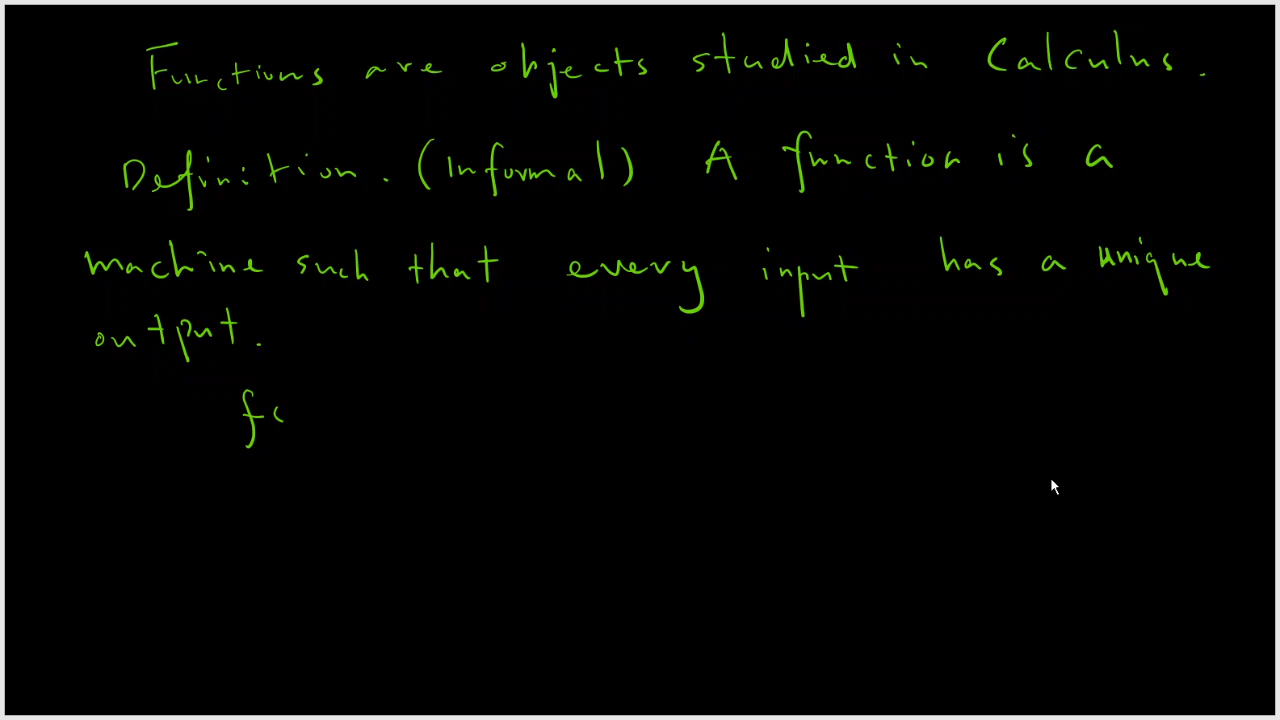 Functions are objects studied in Calculus.
Definition. (Informal) A function is a
machine such that every input has a unique
output.
f(